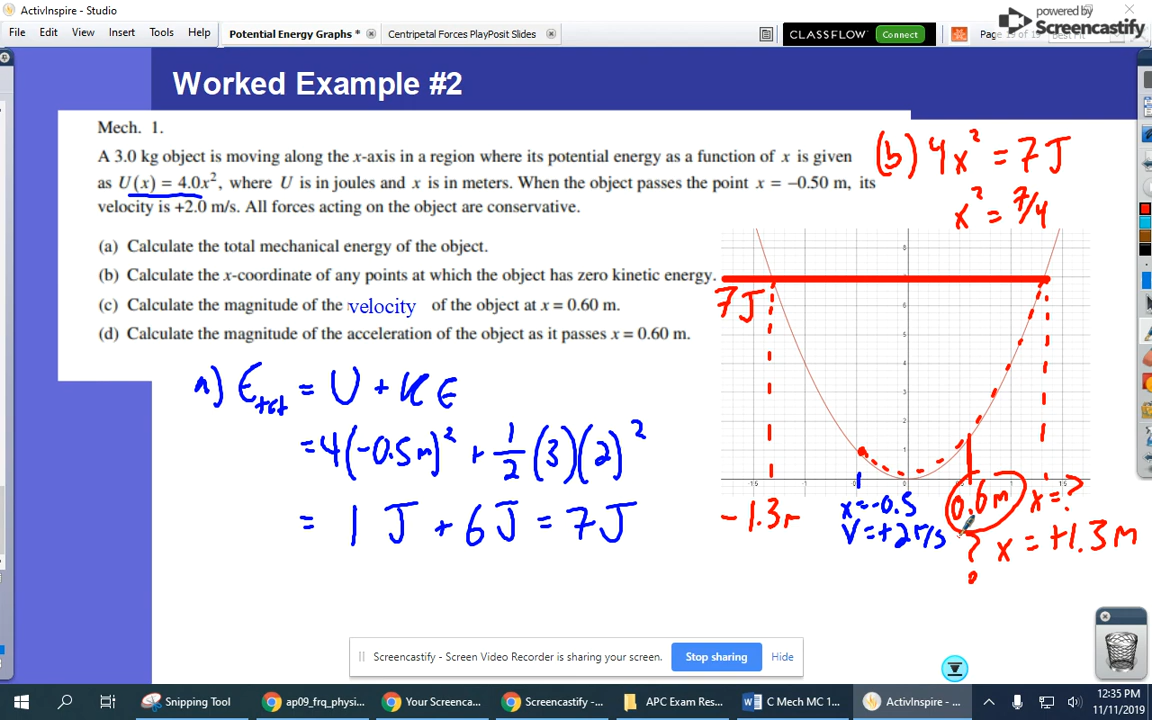 ActivInspire - Studio
powered by
Screencastify
File Edit View Insert Tools Help
Potential Energy Graphs *
Centripetal Forces PlayPosit Slides
CLASSFLOW Connect
Worked Example #2
Mech. 1.
A 3.0 kg object is moving along the x-axis in a region where its potential energy as a function of x is given
as U(x) = 4.0x², where U is in joules and x is in meters. When the object passes the point x = −0.50 m, its
velocity is +2.0 m/s. All forces acting on the object are conservative.
(a) Calculate the total mechanical energy of the object.
(b) Calculate the x-coordinate of any points at which the object has zero kinetic energy.
(c) Calculate the magnitude of the velocity of the object at x = 0.60 m.
(d) Calculate the magnitude of the acceleration of the object as it passes x = 0.60 m.
(b) 4x² = 7J
x² = 7/4
7J
a) Etot = U + KE
= 4(-0.5m)² + 1/2 (3)(2)²
= 1 J + 6J = 7J
-1.3m
x=-0.5
V=+2m/s
0.6m
?
x=?
x = +1.3m
Screencastify - Screen Video Recorder is sharing your screen. Stop sharing Hide
Snipping Tool
ap09_frq_physi...
Your Screenca...
Screencastify -...
APC Exam Res...
C Mech MC 1...
ActivInspire - St...
12:35 PM
11/11/2019